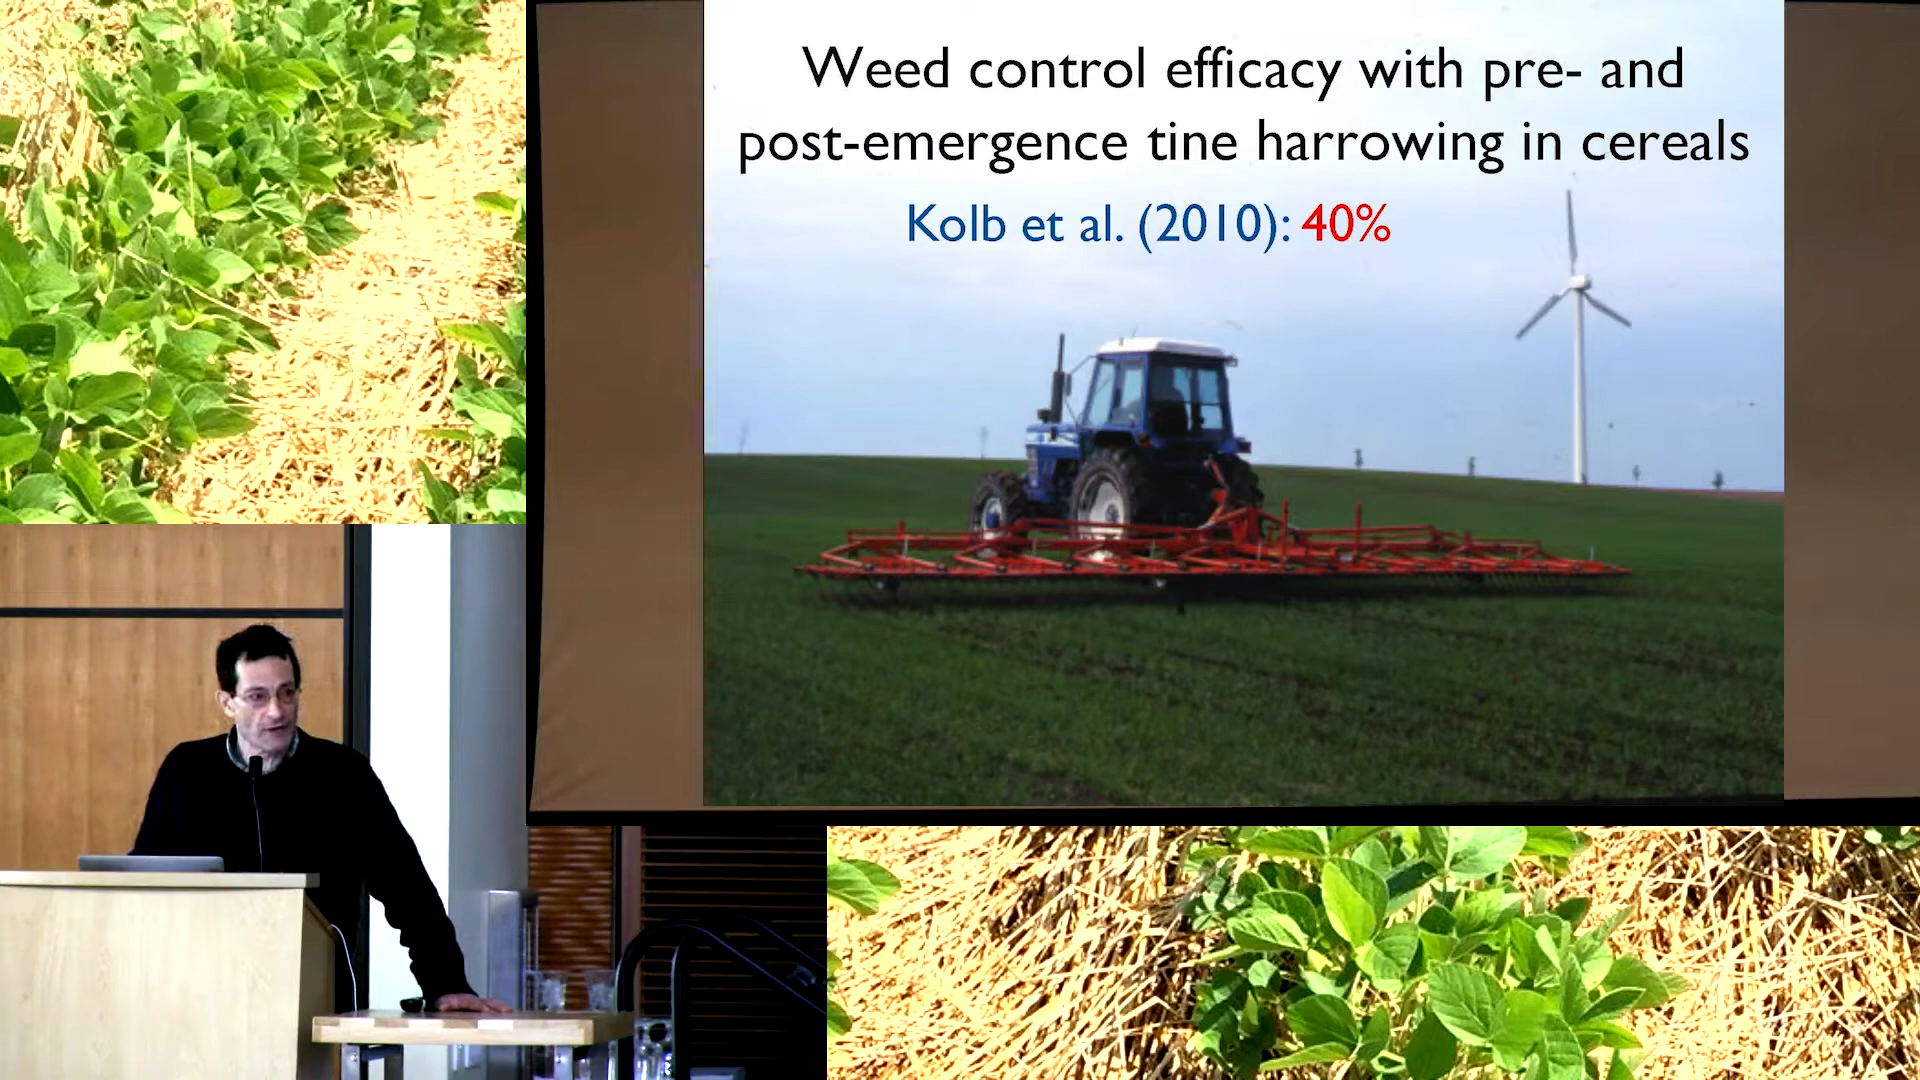 Weed control efficacy with pre- and
post-emergence tine harrowing in cereals
Kolb et al. (2010): 40%